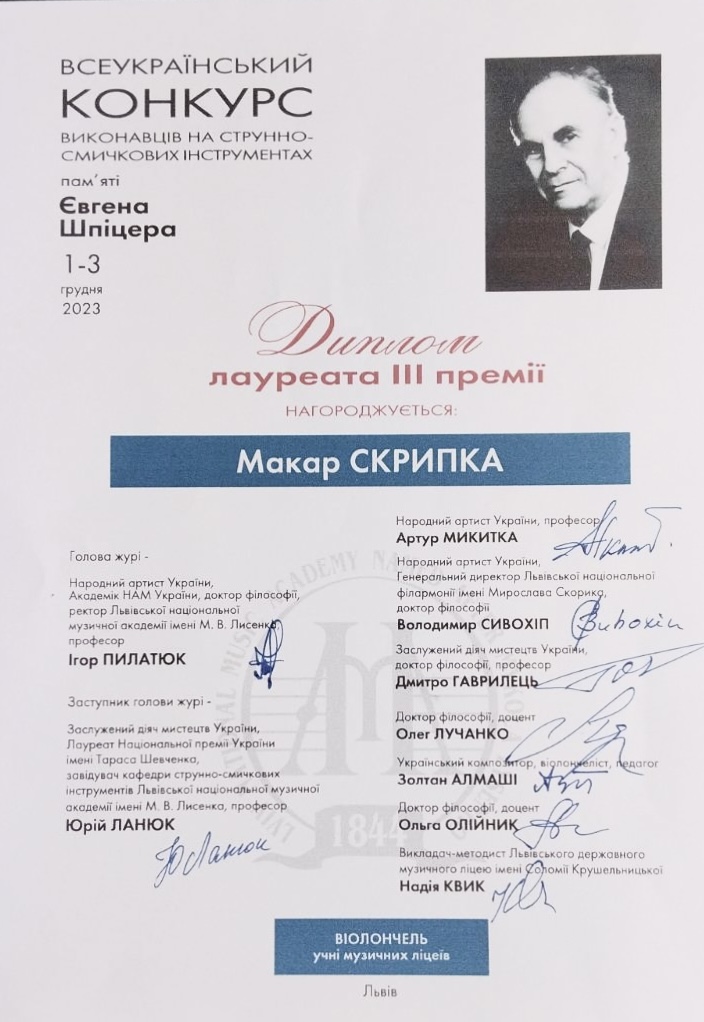 ВСЕУКРАЇНСЬКИЙ
КОНКУРС
ВИКОНАВЦІВ НА СТРУННО-
СМИЧКОВИХ ІНСТРУМЕНТАХ
пам'яті
Євгена
Шпіцера
1-3
грудня
2023
Диплом
лауреата III премії
НАГОРОДЖУЄТЬСЯ:
Макар СКРИПКА
Голова журі -
Народний артист України,
Академік НАМ України, доктор філософії,
ректор Львівської національної
музичної академії імені М. В. Лисенка,
професор
Ігор ПИЛАТЮК
Заступник голови журі -
Заслужений діяч мистецтв України,
Лауреат Національної премії України
імені Тараса Шевченка,
завідувач кафедри струнно-смичкових
інструментів Львівської національної музичної
академії імені М. В. Лисенка, професор
Юрій ЛАНЮК
Ю Ланюк
Народний артист України, професор
Артур МИКИТКА
Народний артист України,
Генеральний директор Львівської національної
філармонії імені Мирослава Скорика,
доктор філософії
Володимир СИВОХІП
Заслужений діяч мистецтв України,
доктор філософії, професор
Дмитро ГАВРИЛЕЦЬ
Доктор філософії, доцент
Олег ЛУЧАНКО
Український композитор, віолончеліст, педагог
Золтан АЛМАШІ
Доктор філософії, доцент
Ольга ОЛІЙНИК
Викладач-методист Львівського державного
музичного ліцею імені Соломії Крушельницької
Надія КВИК
1844
ВІОЛОНЧЕЛЬ
учні музичних ліцеїв
Львів